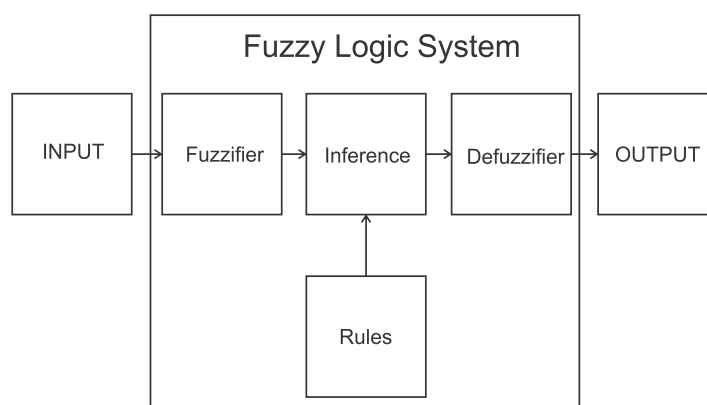 Fuzzy Logic System
INPUT
Fuzzifier
Inference
Defuzzifier
OUTPUT
Rules